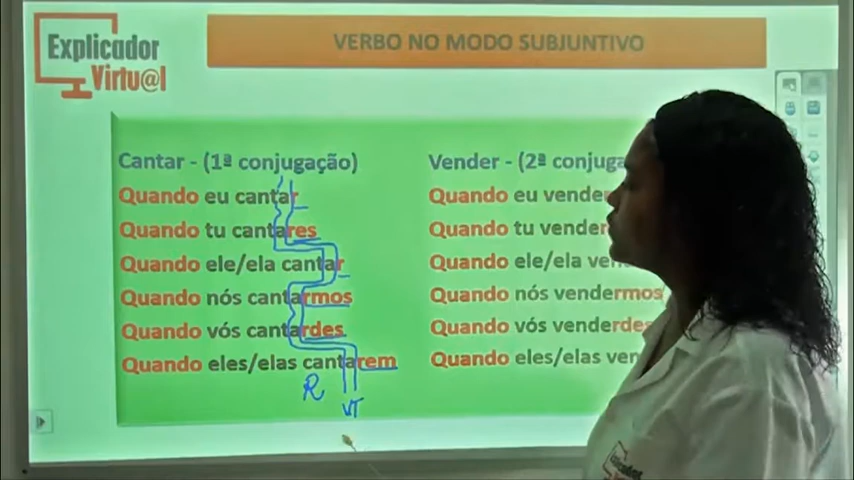 Explicador
Virtu@l
VERBO NO MODO SUBJUNTIVO
Cantar - (1ª conjugação)
Quando eu cantar
Quando tu cantares
Quando ele/ela cantar
Quando nós cantarmos
Quando vós cantardes
Quando eles/elas cantarem
R
VT
Vender - (2ª conjuga
Quando eu vender
Quando tu vender
Quando ele/ela ve
Quando nós vendermos
Quando vós venderdes
Quando eles/elas ven